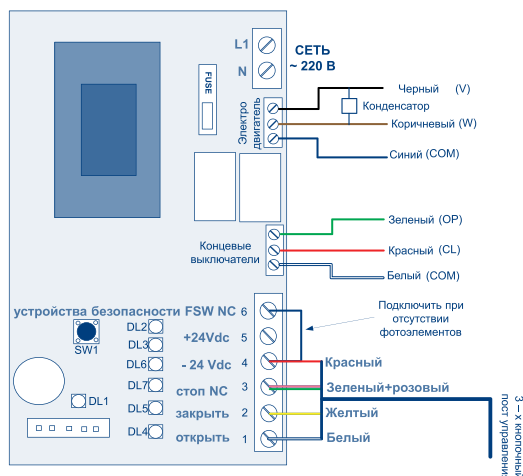 L1
N
СЕТЬ
~ 220 В
FUSE
Электро
двигатель
Черный (V)
Конденсатор
Коричневый (W)
Синий (COM)
Зеленый (OP)
Концевые
выключатели
Красный (CL)
Белый (COM)
устройства безопасности FSW NC 6
Подключить при
отсутствии
фотоэлементов
DL2
SW1
+24Vdc 5
DL3
DL6
- 24 Vdc 4
Красный
DL7
стоп NC 3
Зеленый+розовый
DL1
DL5
закрыть 2
Желтый
DL4
открыть 1
Белый
3 – х кнопочный
пост управления